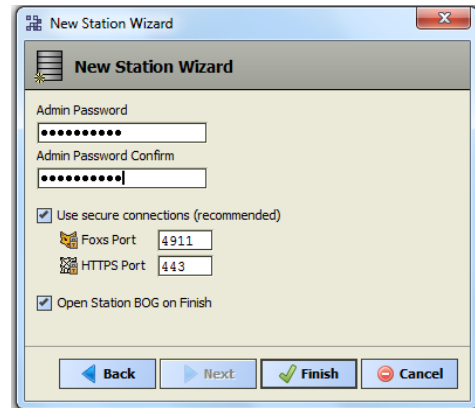 New Station Wizard
New Station Wizard
Admin Password
●●●●●●●●●●
Admin Password Confirm
●●●●●●●●●●
Use secure connections (recommended)
Foxs Port 4911
HTTPS Port 443
Open Station BOG on Finish
Back Next Finish Cancel